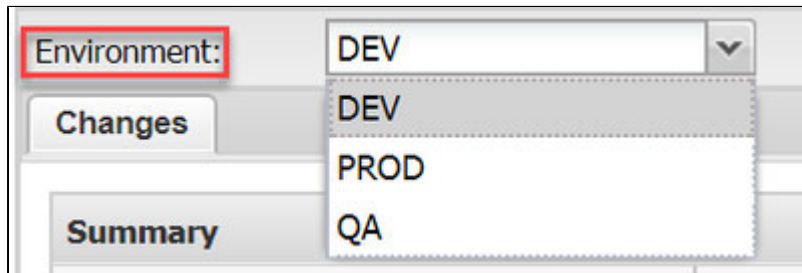 Environment: DEV
DEV
Changes
PROD
Summary
QA